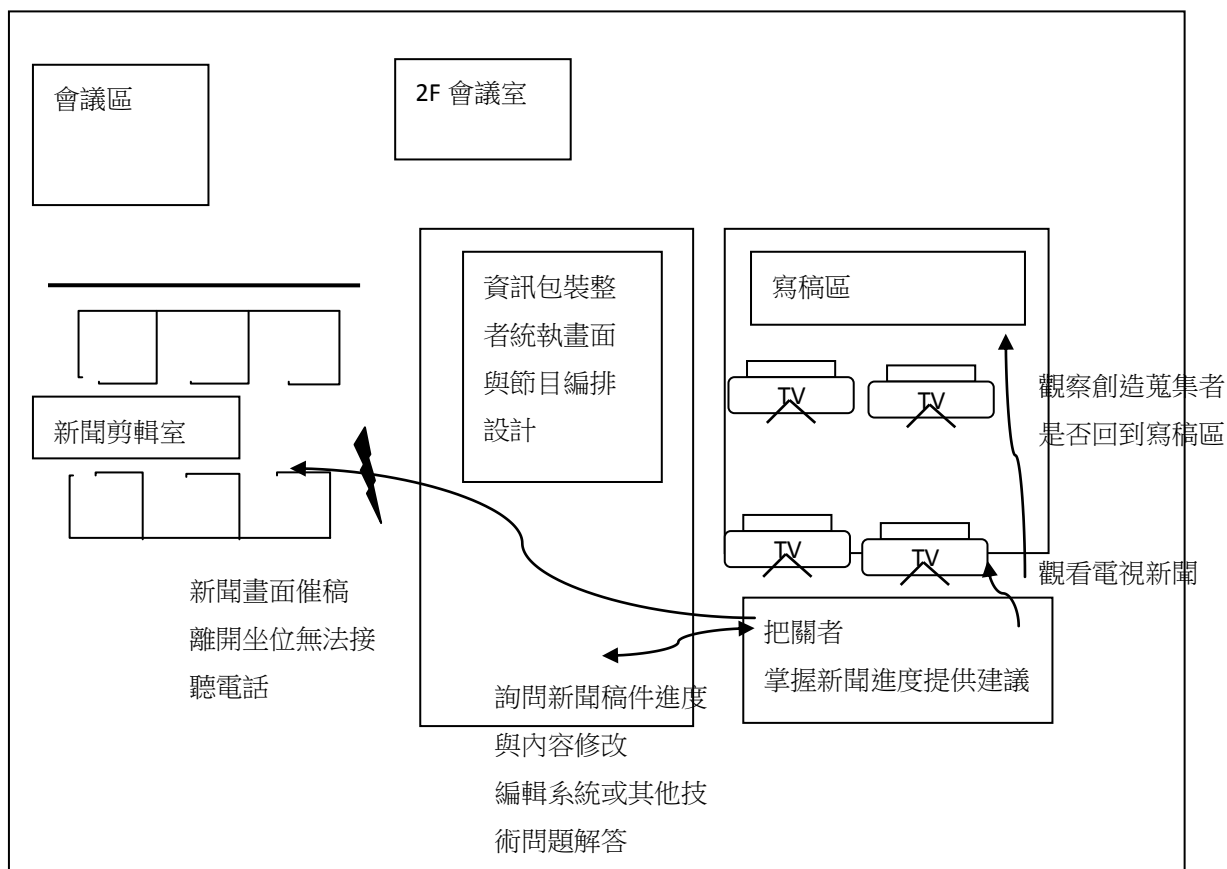 會議區
2F 會議室
資訊包裝整
者統執畫面
與節目編排
設計
寫稿區
TV
TV
觀察創造蒐集者
是否回到寫稿區
新聞剪輯室
TV
TV
觀看電視新聞
新聞畫面催稿
離開坐位無法接
聽電話
把關者
掌握新聞進度提供建議
詢問新聞稿件進度
與內容修改
編輯系統或其他技
術問題解答